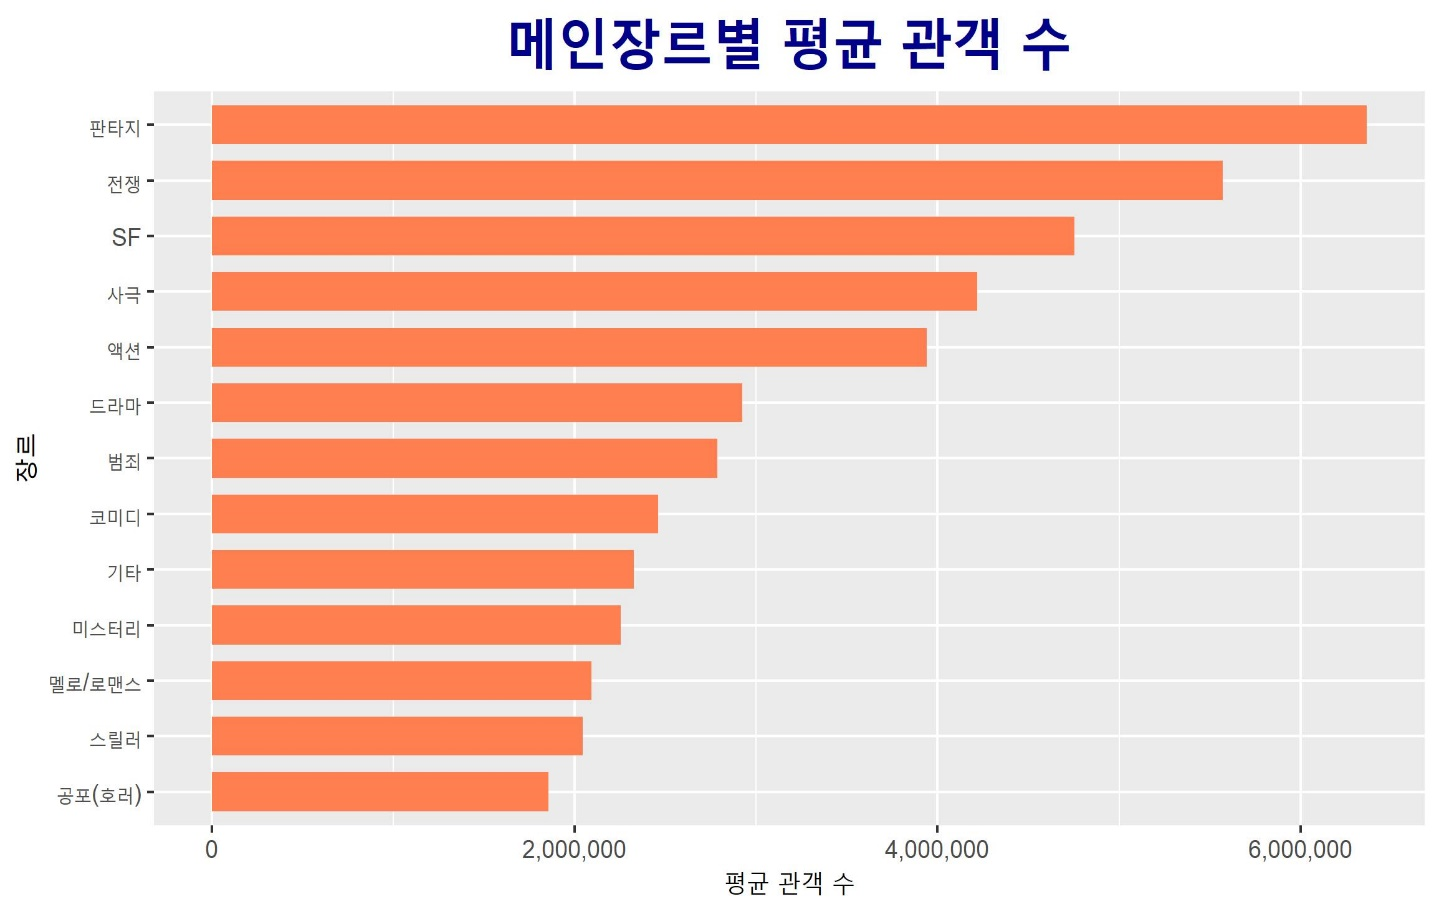 메인장르별 평균 관객 수
판타지
전쟁
SF
사극
액션
드라마
범죄
코미디
기타
미스터리
멜로/로맨스
스릴러
공포(호러)
장르
0 2,000,000 4,000,000 6,000,000
평균 관객 수